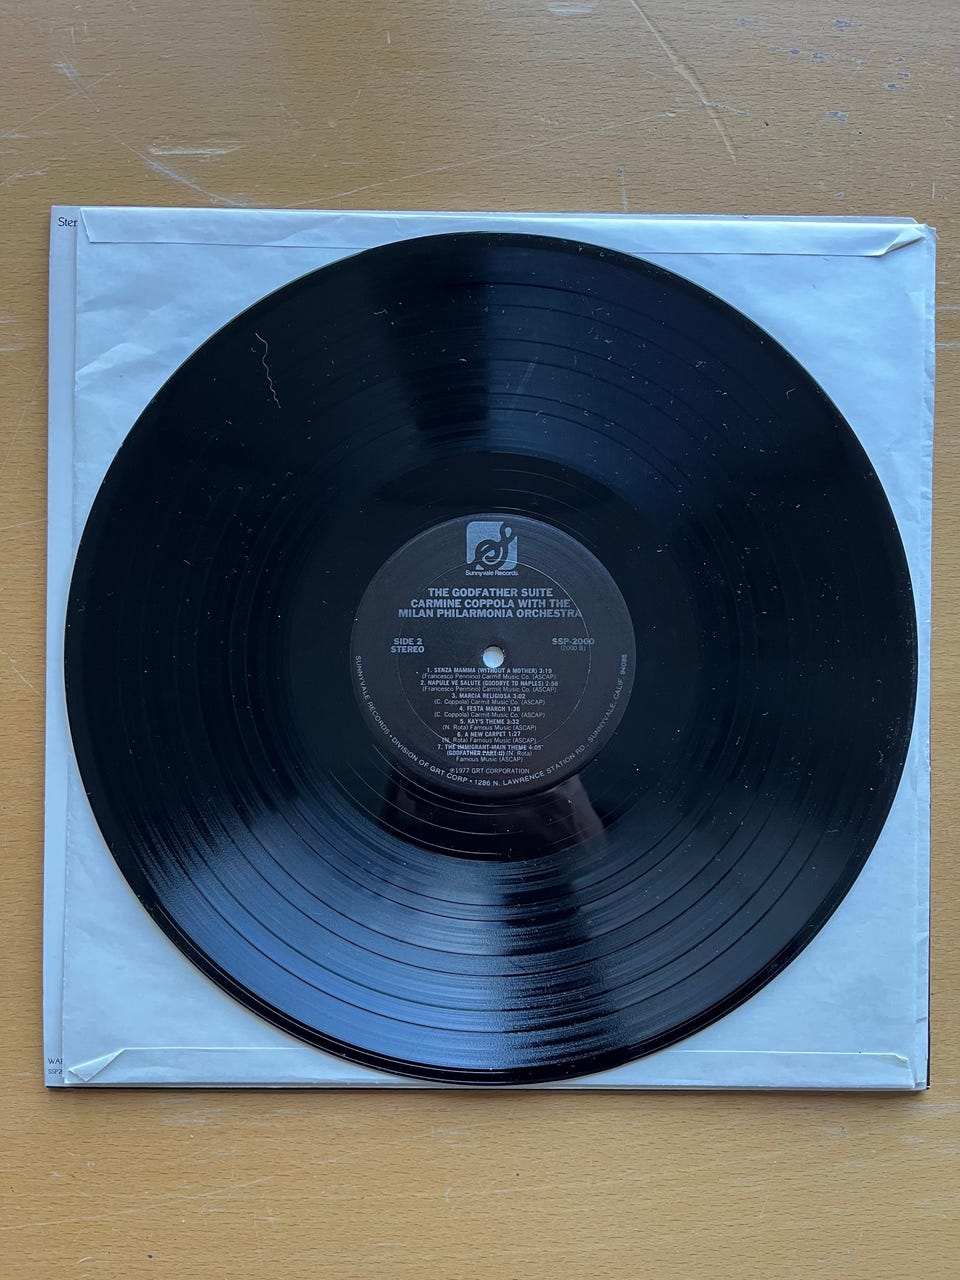 Ster
Sunnyvale Records
THE GODFATHER SUITE
CARMINE COPPOLA WITH THE
MILAN PHILARMONIA ORCHESTRA
SIDE 2
STEREO
SSP-2000
(2000 B)
1. SENZA MAMMA (WITHOUT A MOTHER) 3:19
(Francesco Pennino) Carmit Music Co. (ASCAP)
2. NAPULE VE SALUTE (GOODBYE TO NAPLES) 2:56
(Francesco Pennino) Carmit Music Co. (ASCAP)
3. MARCIA RELIGIOSA 3:02
(C. Coppola) Carmit Music Co. (ASCAP)
4. FESTA MARCH 1:38
(C. Coppola) Carmit Music Co. (ASCAP)
5. KAY'S THEME 3:32
(N. Rota) Famous Music (ASCAP)
6. A NEW CARPET 1:27
(N. Rota) Famous Music (ASCAP)
7. THE IMMIGRANT-MAIN THEME 4:05
(GODFATHER PART II) (N. Rota)
Famous Music (ASCAP)
℗1977 GRT CORPORATION
SUNNYVALE RECORDS • DIVISION OF GRT CORP • 1286 N. LAWRENCE STATION RD. SUNNYVALE, CALIF. 94086
WAR